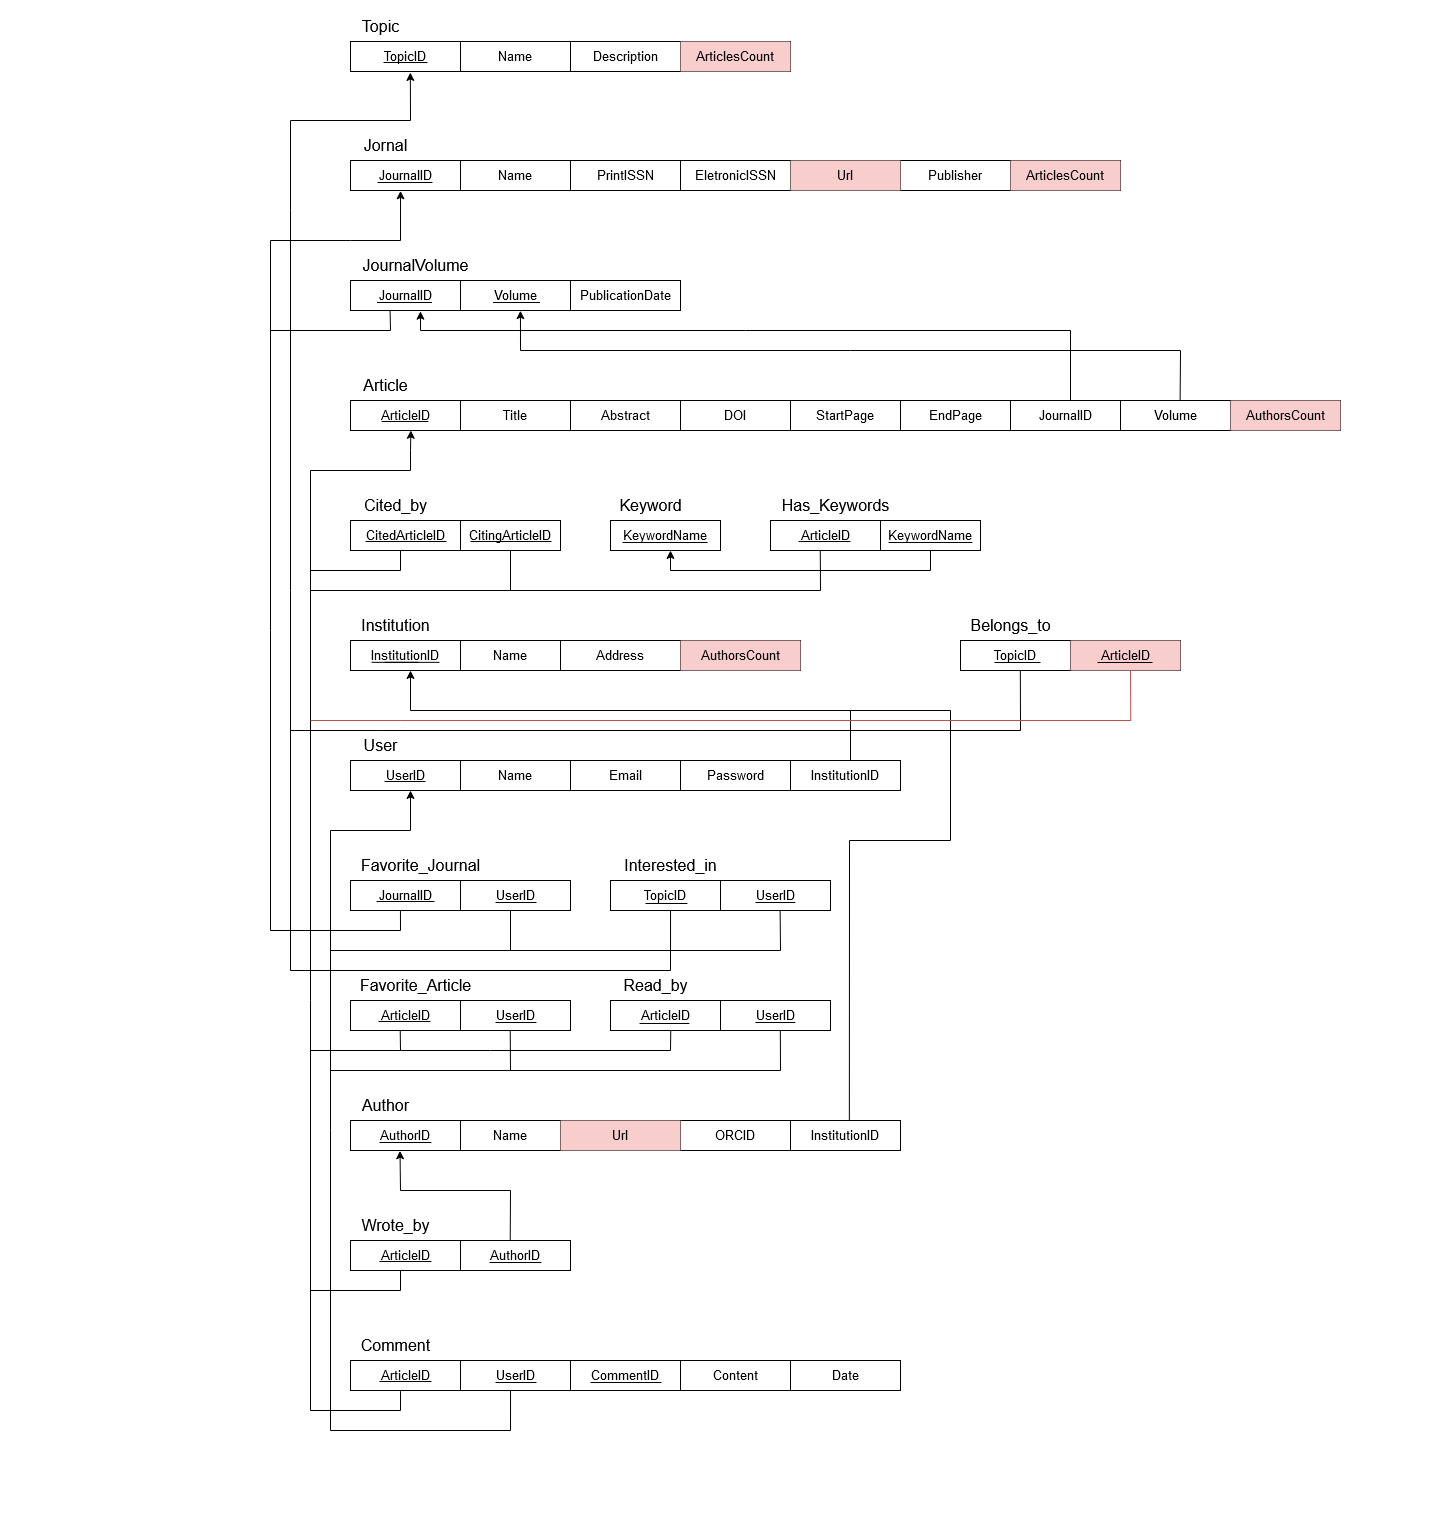 Topic
TopicID Name Description ArticlesCount
Jornal
JournalID Name PrintISSN EletronicISSN Url Publisher ArticlesCount
JournalVolume
JournalID Volume PublicationDate
Article
ArticleID Title Abstract DOI StartPage EndPage JournalID Volume AuthorsCount
Cited_by Keyword Has_Keywords
CitedArticleID CitingArticleID KeywordName ArticleID KeywordName
Institution Belongs_to
InstitutionID Name Address AuthorsCount TopicID ArticleID
User
UserID Name Email Password InstitutionID
Favorite_Journal Interested_in
JournalID UserID TopicID UserID
Favorite_Article Read_by
ArticleID UserID ArticleID UserID
Author
AuthorID Name Url ORCID InstitutionID
Wrote_by
ArticleID AuthorID
Comment
ArticleID UserID CommentID Content Date